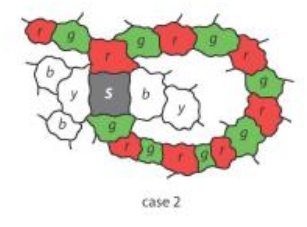 r g g r g r
r
b y S b y g
r
b g g
r g r g r
case 2